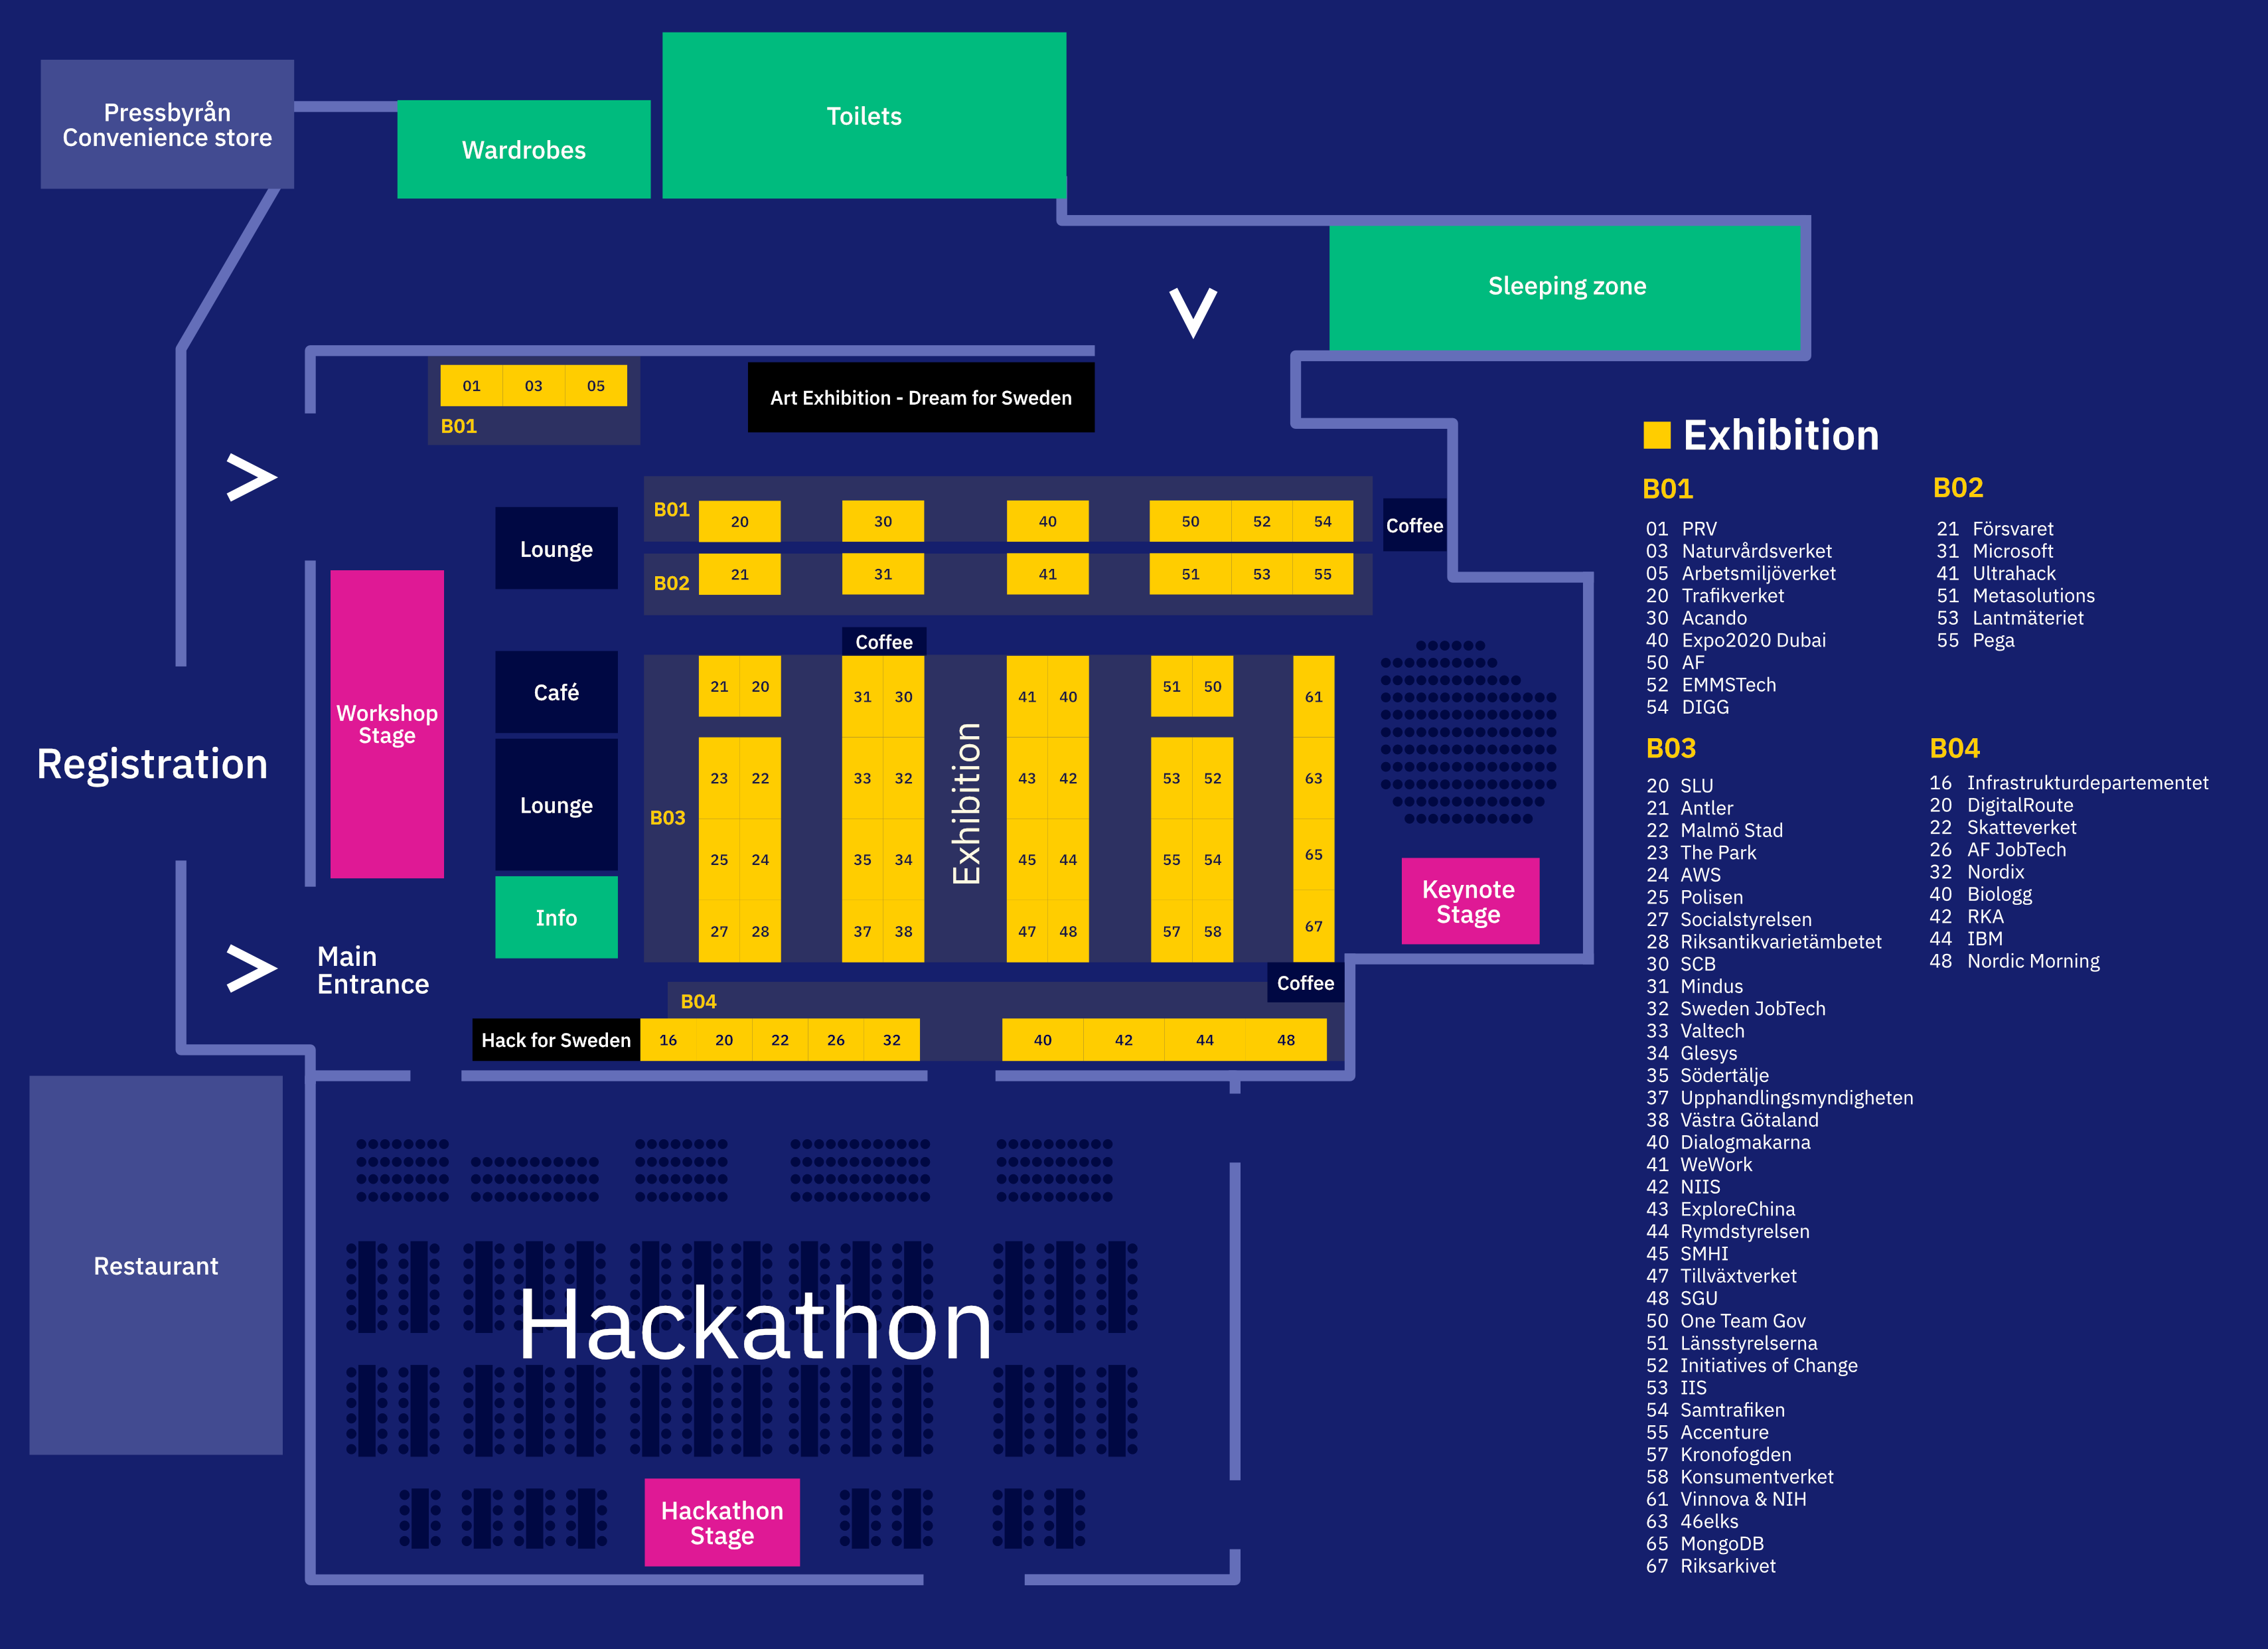 Pressbyrån
Convenience store
Wardrobes
Toilets
Sleeping zone
01 03 05
B01
Art Exhibition - Dream for Sweden
Lounge
B01
20 30 40 50 52 54
Coffee
B02
21 31 41 51 53 55
Coffee
Café
Workshop
Stage
Registration
Lounge
Info
B03
Exhibition
21 20 31 30 41 40 51 50 61
23 22 33 32 43 42 53 52 63
25 24 35 34 45 44 55 54 65
27 28 37 38 47 48 57 58 67
Keynote
Stage
Main
Entrance
Coffee
B04
Hack for Sweden
16 20 22 26 32 40 42 44 48
Restaurant
Hackathon
Hackathon
Stage
Exhibition
B01
01 PRV
03 Naturvårdsverket
05 Arbetsmiljöverket
20 Trafikverket
30 Acando
40 Expo2020 Dubai
50 AF
52 EMMSTech
54 DIGG
B02
21 Försvaret
31 Microsoft
41 Ultrahack
51 Metasolutions
53 Lantmäteriet
55 Pega
B03
20 SLU
21 Antler
22 Malmö Stad
23 The Park
24 AWS
25 Polisen
27 Socialstyrelsen
28 Riksantikvarietämbetet
30 SCB
31 Mindus
32 Sweden JobTech
33 Valtech
34 Glesys
35 Södertälje
37 Upphandlingsmyndigheten
38 Västra Götaland
40 Dialogmakarna
41 WeWork
42 NIIS
43 ExploreChina
44 Rymdstyrelsen
45 SMHI
47 Tillväxtverket
48 SGU
50 One Team Gov
51 Länsstyrelserna
52 Initiatives of Change
53 IIS
54 Samtrafiken
55 Accenture
57 Kronofogden
58 Konsumentverket
61 Vinnova & NIH
63 46elks
65 MongoDB
67 Riksarkivet
B04
16 Infrastrukturdepartementet
20 DigitalRoute
22 Skatteverket
26 AF JobTech
32 Nordix
40 Biologg
42 RKA
44 IBM
48 Nordic Morning